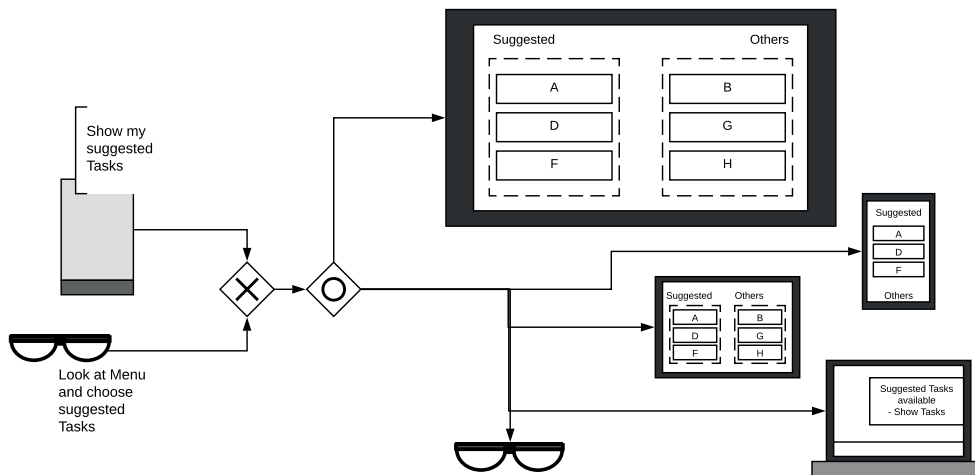 Show my
suggested
Tasks
Look at Menu
and choose
suggested
Tasks
Suggested Others
A B
D G
F H
Suggested
A
D
F
Others
Suggested Others
A B
D G
F H
Suggested Tasks
available
- Show Tasks